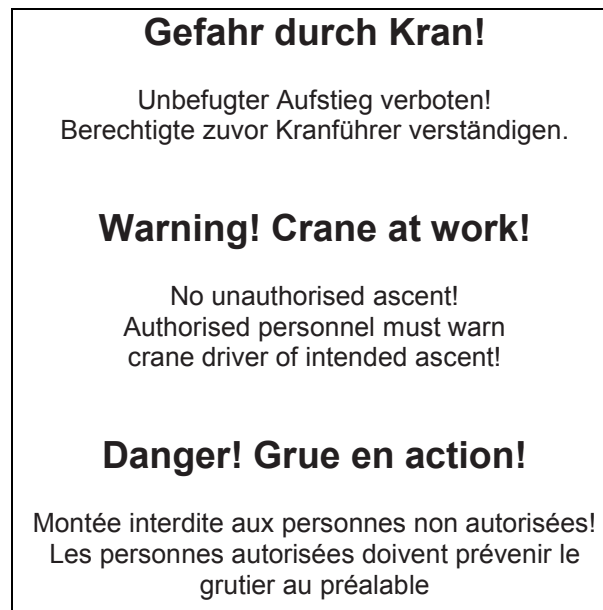 Gefahr durch Kran!
Unbefugter Aufstieg verboten!
Berechtigte zuvor Kranführer verständigen.
Warning! Crane at work!
No unauthorised ascent!
Authorised personnel must warn
crane driver of intended ascent!
Danger! Grue en action!
Montée interdite aux personnes non autorisées!
Les personnes autorisées doivent prévenir le
grutier au préalable